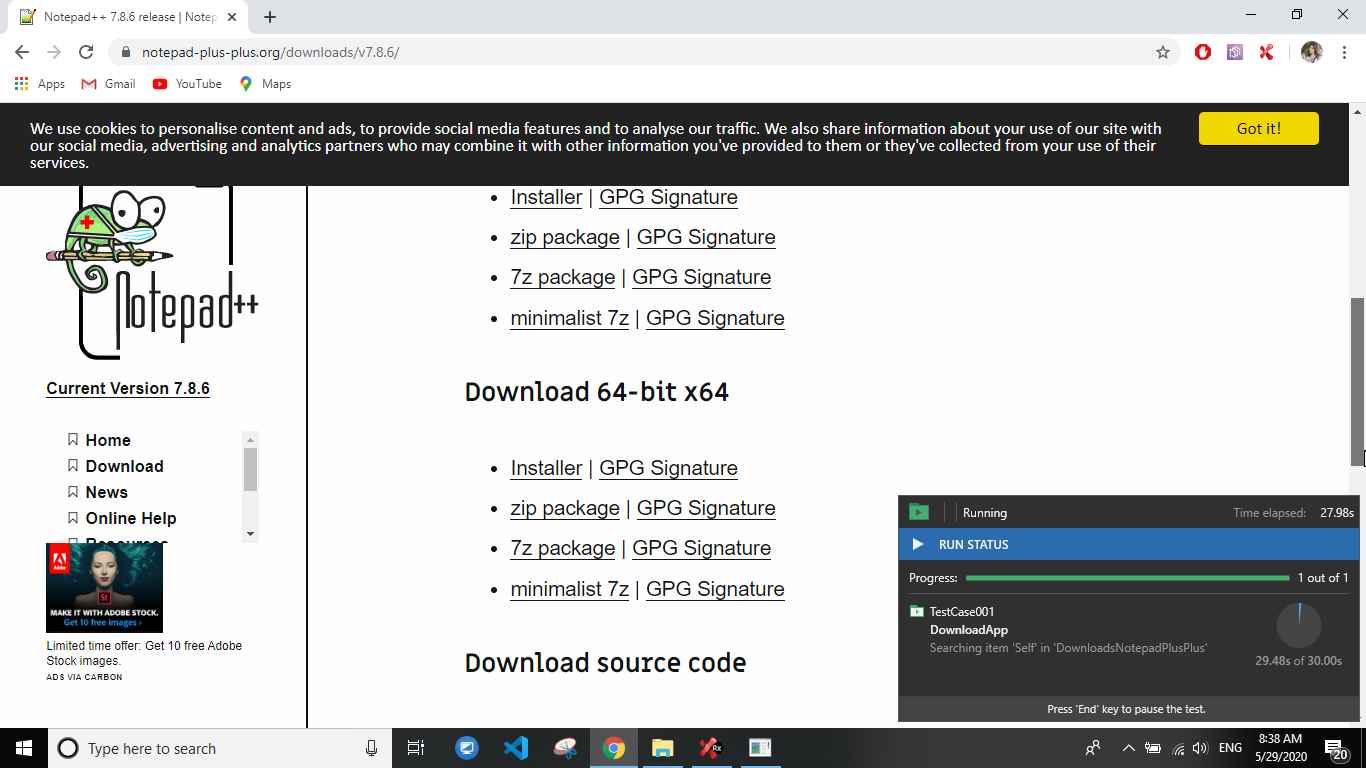 Notepad++ 7.8.6 release | Notep
notepad-plus-plus.org/downloads/v7.8.6/
Apps
Gmail
YouTube
Maps
We use cookies to personalise content and ads, to provide social media features and to analyse our traffic. We also share information about your use of our site with
our social media, advertising and analytics partners who may combine it with other information you've provided to them or they've collected from your use of their
services.
Got it!
Notepad++
Current Version 7.8.6
Home
Download
News
Online Help
Resources
Adobe
St
MAKE IT WITH ADOBE STOCK.
Get 10 free images ›
Limited time offer: Get 10 free Adobe
Stock images.
ADS VIA CARBON
• Installer | GPG Signature
• zip package | GPG Signature
• 7z package | GPG Signature
• minimalist 7z | GPG Signature
Download 64-bit x64
• Installer | GPG Signature
• zip package | GPG Signature
• 7z package | GPG Signature
• minimalist 7z | GPG Signature
Download source code
Running
Time elapsed: 27.98s
RUN STATUS
Progress: 1 out of 1
TestCase001
DownloadApp
Searching item 'Self' in 'DownloadsNotepadPlusPlus'
29.48s of 30.00s
Press 'End' key to pause the test.
Type here to search
Rx
ENG
8:38 AM
5/29/2020
20